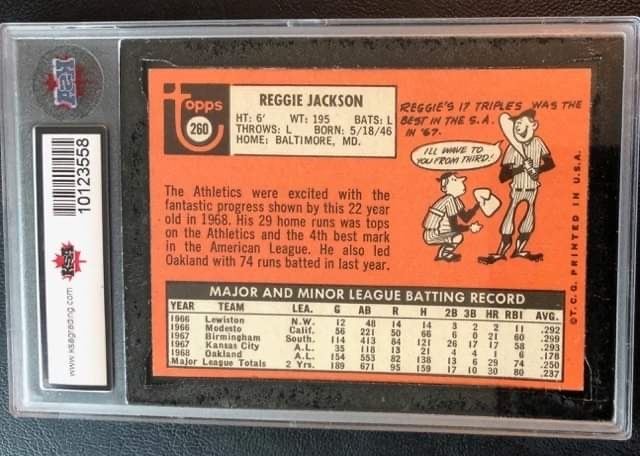 KSA
10123558
www.ksagrading.com KSA
topps
260
REGGIE JACKSON
HT: 6' WT: 195 BATS: L
THROWS: L BORN: 5/18/46
HOME: BALTIMORE, MD.
REGGIE'S 17 TRIPLES WAS THE
BEST IN THE S.A.
IN '67.
I'LL WAVE TO
YOU FROM THIRD!
The Athletics were excited with the
fantastic progress shown by this 22 year
old in 1968. His 29 home runs was tops
on the Athletics and the 4th best mark
in the American League. He also led
Oakland with 74 runs batted in last year.
©T.C.G. PRINTED IN U.S.A.
MAJOR AND MINOR LEAGUE BATTING RECORD
YEAR TEAM LEA. G AB R H 2B 3B HR RBI AVG.
1966 Lewiston N.W. 12 48 14 14 3 2 2 11 .292
1966 Modesto Calif. 56 221 50 66 6 0 21 60 .299
1967 Birmingham South. 114 413 84 121 26 17 17 58 .293
1967 Kansas City A.L. 35 118 13 21 4 4 1 6 .178
1968 Oakland A.L. 154 553 82 138 13 6 29 74 .250
Major League Totals 2 Yrs. 189 671 95 159 17 10 30 80 .237